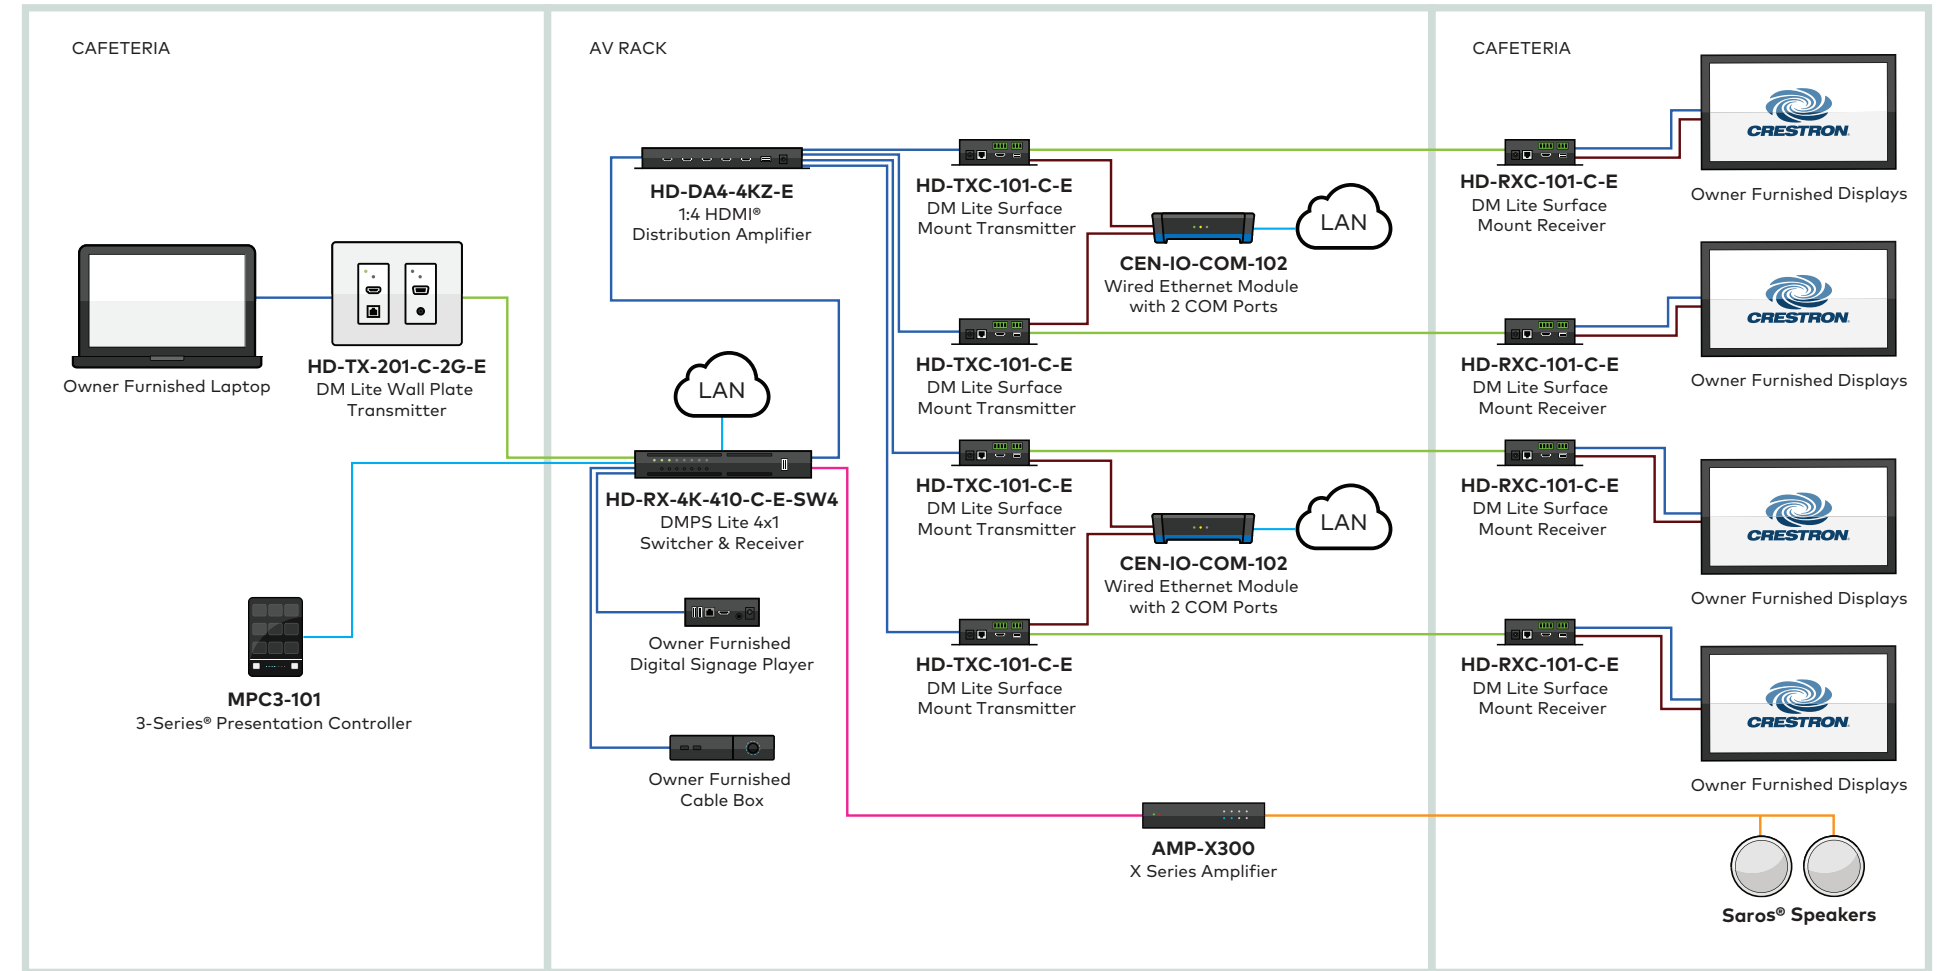 CAFETERIA
AV RACK
CAFETERIA
Owner Furnished Laptop
HD-TX-201-C-2G-E
DM Lite Wall Plate
Transmitter
MPC3-101
3-Series® Presentation Controller
HD-DA4-4KZ-E
1:4 HDMI®
Distribution Amplifier
LAN
HD-RX-4K-410-C-E-SW4
DMPS Lite 4x1
Switcher & Receiver
Owner Furnished
Digital Signage Player
Owner Furnished
Cable Box
HD-TXC-101-C-E
DM Lite Surface
Mount Transmitter
HD-TXC-101-C-E
DM Lite Surface
Mount Transmitter
HD-TXC-101-C-E
DM Lite Surface
Mount Transmitter
HD-TXC-101-C-E
DM Lite Surface
Mount Transmitter
LAN
CEN-IO-COM-102
Wired Ethernet Module
with 2 COM Ports
LAN
CEN-IO-COM-102
Wired Ethernet Module
with 2 COM Ports
AMP-X300
X Series Amplifier
HD-RXC-101-C-E
DM Lite Surface
Mount Receiver
HD-RXC-101-C-E
DM Lite Surface
Mount Receiver
HD-RXC-101-C-E
DM Lite Surface
Mount Receiver
HD-RXC-101-C-E
DM Lite Surface
Mount Receiver
CRESTRON
Owner Furnished Displays
CRESTRON
Owner Furnished Displays
CRESTRON
Owner Furnished Displays
CRESTRON
Owner Furnished Displays
Saros® Speakers